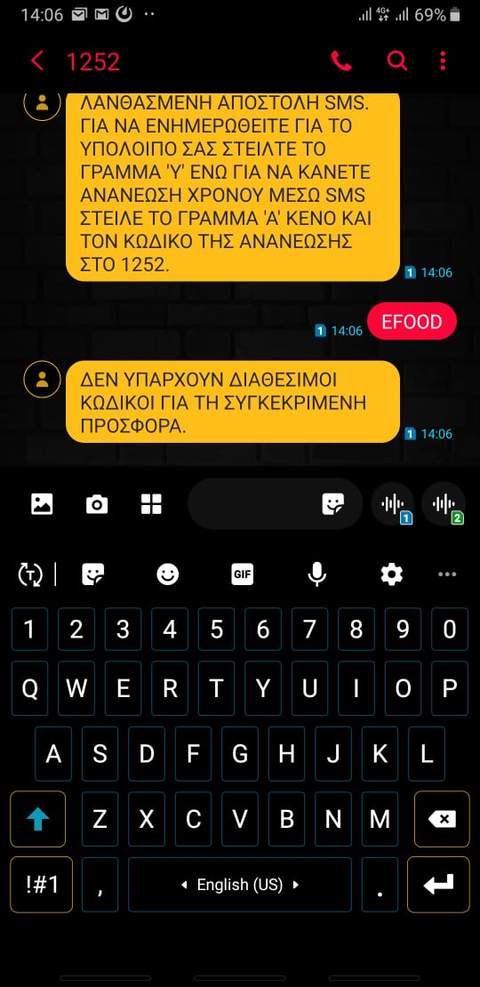 14:06
4G+
69%
1252
ΛΑΝΘΑΣΜΕΝΗ ΑΠΟΣΤΟΛΗ SMS.
ΓΙΑ ΝΑ ΕΝΗΜΕΡΩΘΕΙΤΕ ΓΙΑ ΤΟ
ΥΠΟΛΟΙΠΟ ΣΑΣ ΣΤΕΙΛΤΕ ΤΟ
ΓΡΑΜΜΑ 'Υ' ΕΝΩ ΓΙΑ ΝΑ ΚΑΝΕΤΕ
ΑΝΑΝΕΩΣΗ ΧΡΟΝΟΥ ΜΕΣΩ SMS
ΣΤΕΙΛΕ ΤΟ ΓΡΑΜΜΑ 'Α' ΚΕΝΟ ΚΑΙ
ΤΟΝ ΚΩΔΙΚΟ ΤΗΣ ΑΝΑΝΕΩΣΗΣ
ΣΤΟ 1252.
1 14:06
1 14:06 EFOOD
ΔΕΝ ΥΠΑΡΧΟΥΝ ΔΙΑΘΕΣΙΜΟΙ
ΚΩΔΙΚΟΙ ΓΙΑ ΤΗ ΣΥΓΚΕΚΡΙΜΕΝΗ
ΠΡΟΣΦΟΡΑ.
1 14:06
1 2
T GIF
1 2 3 4 5 6 7 8 9 0
Q W E R T Y U I O P
A S D F G H J K L
Z X C V B N M
!#1 , English (US) .